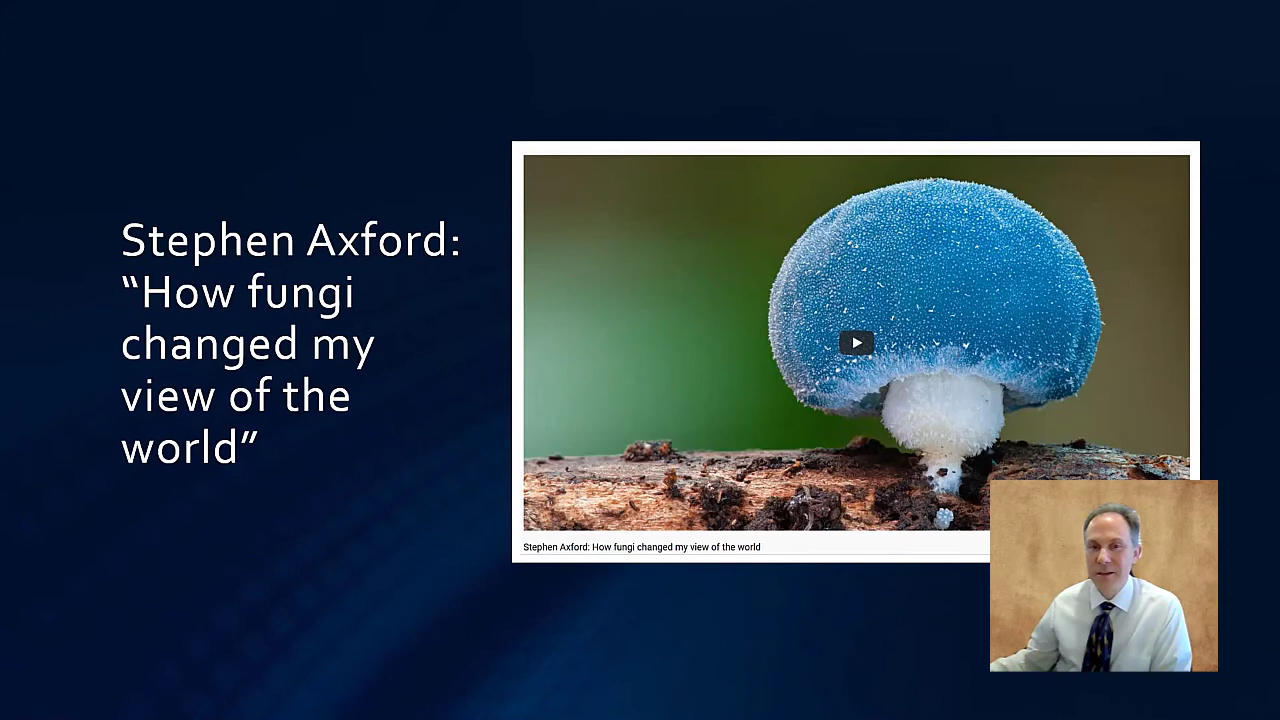 Stephen Axford:
“How fungi
changed my
view of the
world”
Stephen Axford: How fungi changed my view of the world